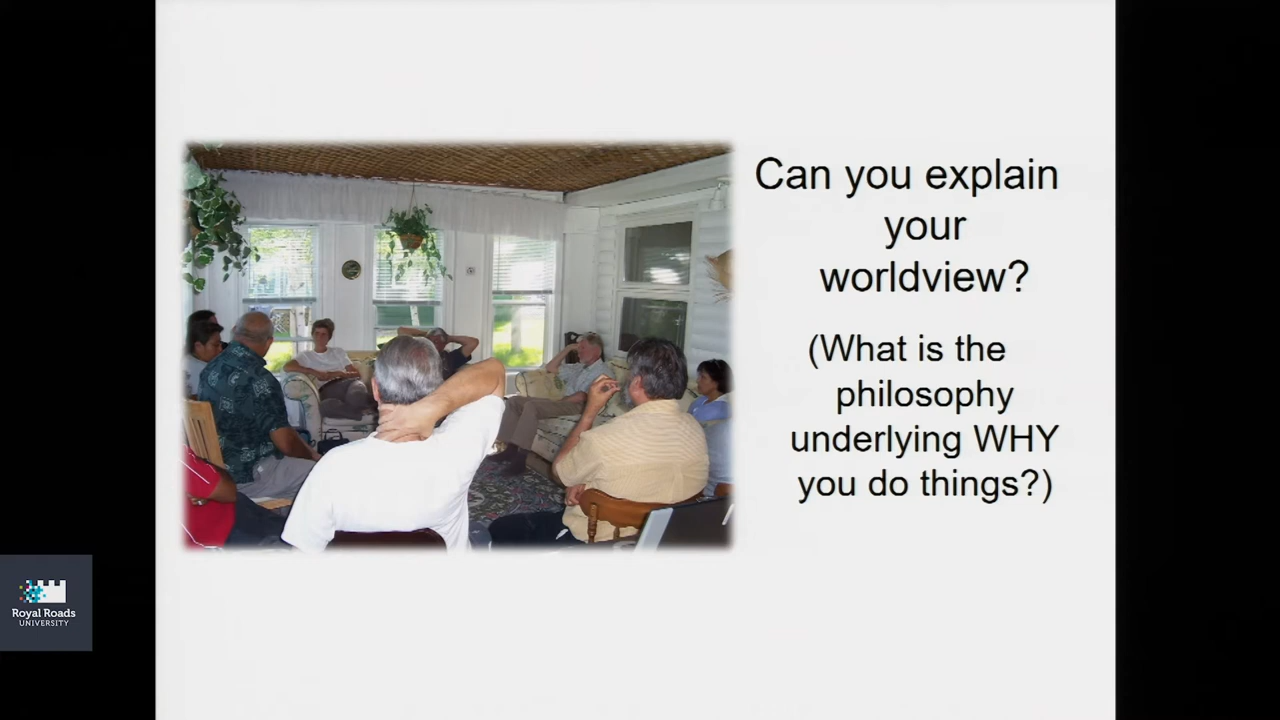 Can you explain
your
worldview?
(What is the
philosophy
underlying WHY
you do things?)
Royal Roads
UNIVERSITY